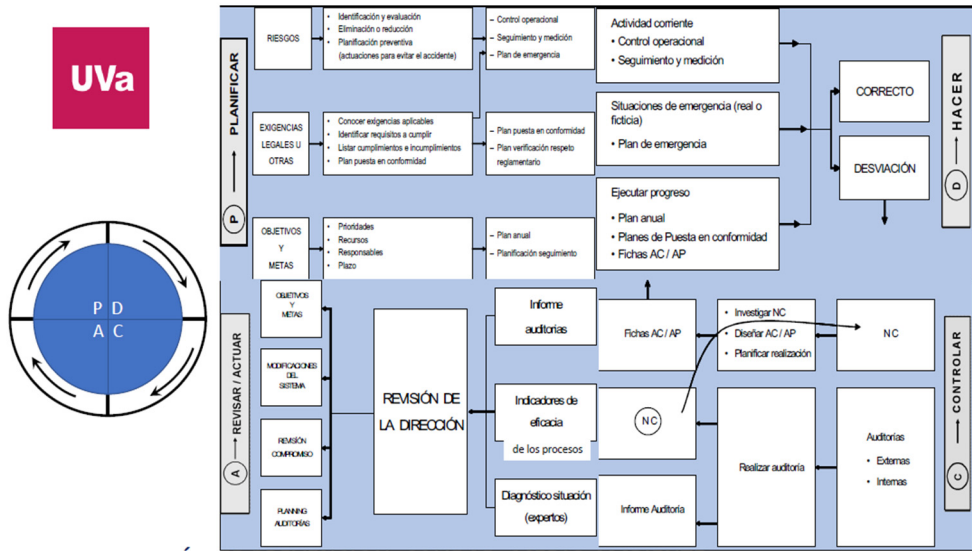 UVa
P D
A C
P → PLANIFICAR
RIESGOS
• Identificación y evaluación
• Eliminación o reducción
• Planificación preventiva
(actuaciones para evitar el accidente)
– Control operacional
– Seguimiento y medición
– Plan de emergencia
EXIGENCIAS
LEGALES U
OTRAS
• Conocer exigencias aplicables
• Identificar requisitos a cumplir
• Listar cumplimientos e incumplimientos
• Plan puesta en conformidad
– Plan puesta en conformidad
– Plan verificación respeto
reglamentario
OBJETIVOS
Y
METAS
• Prioridades
• Recursos
• Responsables
• Plazo
– Plan anual
– Planificación seguimiento
Actividad corriente
• Control operacional
• Seguimiento y medición
Situaciones de emergencia (real o
ficticia)
• Plan de emergencia
Ejecutar progreso
• Plan anual
• Planes de Puesta en conformidad
• Fichas AC / AP
CORRECTO
DESVIACIÓN
D → HACER
A → REVISAR / ACTUAR
OBJETIVOS
Y
METAS
MODIFICACIONES
DEL
SISTEMA
REVISIÓN
COMPROMISO
PLANNING
AUDITORÍAS
REVISIÓN DE
LA DIRECCIÓN
Informe
auditorias
Indicadores de
eficacia
de los procesos
Diagnóstico situación
(expertos)
Fichas AC / AP
• Investigar NC
• Diseñar AC / AP
• Planificar realización
NC
NC
Informe Auditoría
Realizar auditoría
Auditorías
• Externas
• Internas
C → CONTROLAR